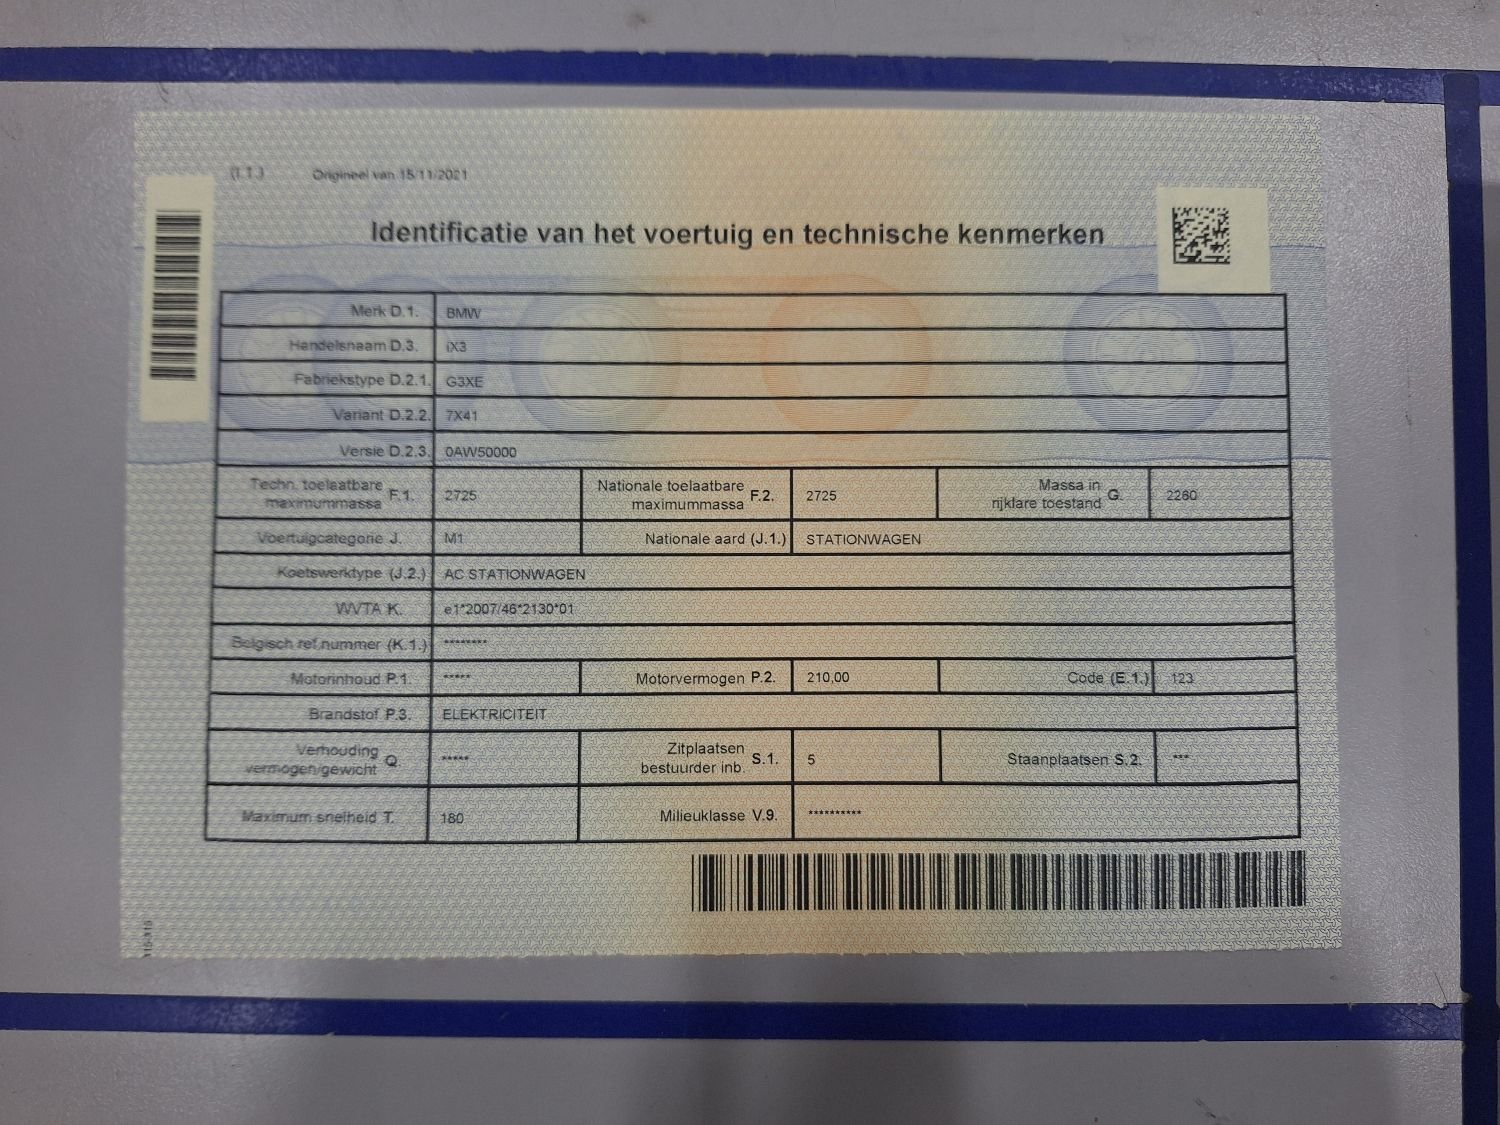 (I.1.) Origineel van 15/11/2021
Identificatie van het voertuig en technische kenmerken
Merk D.1. BMW
Handelsnaam D.3. iX3
Fabriekstype D.2.1. G3XE
Variant D.2.2. 7X41
Versie D.2.3. 0AW50000
Techn. toelaatbare maximummassa F.1. 2725 Nationale toelaatbare maximummassa F.2. 2725 Massa in rijklare toestand G. 2260
Voertuigcategorie J. M1 Nationale aard (J.1.) STATIONWAGEN
Koetswerktype (J.2.) AC STATIONWAGEN
WVTA K. e1*2007/46*2130*01
Belgisch ref.nummer (K.1.) ********
Motorinhoud P.1. ***** Motorvermogen P.2. 210,00 Code (E.1.) 123
Brandstof P.3. ELEKTRICITEIT
Verhouding vermogen/gewicht Q. ***** Zitplaatsen bestuurder inb. S.1. 5 Staanplaatsen S.2. ***
Maximum snelheid T. 180 Milieuklasse V.9. **********